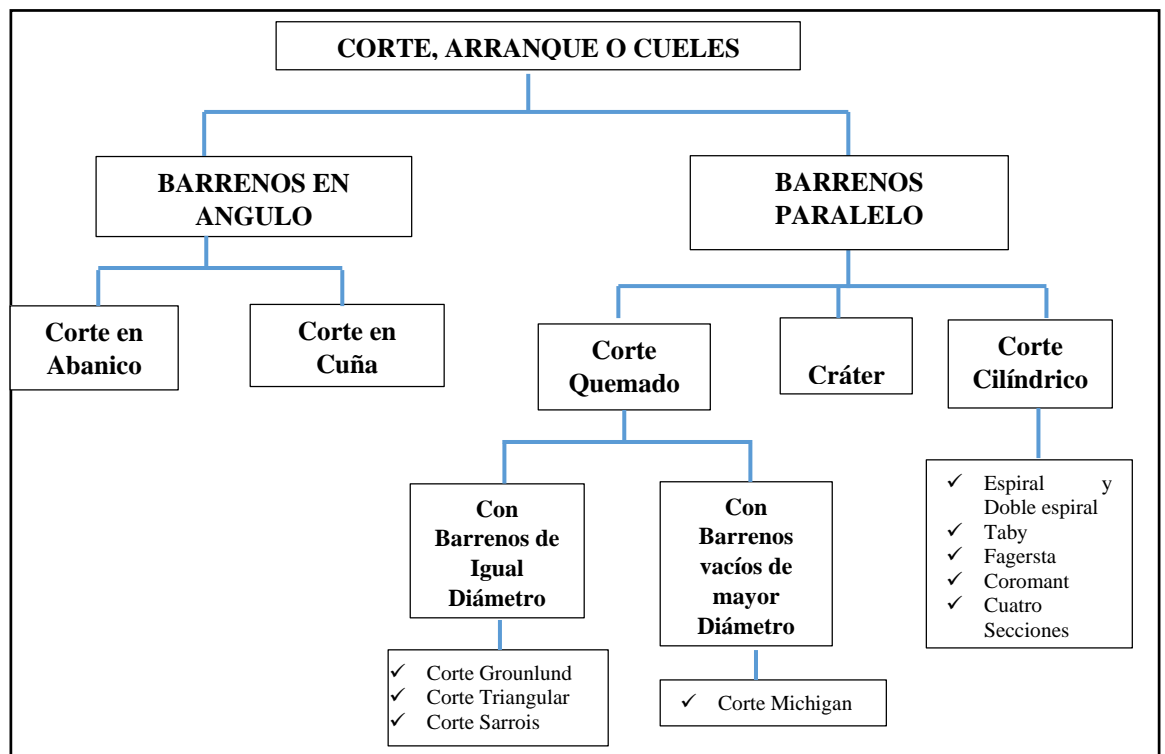 CORTE, ARRANQUE O CUELES
BARRENOS EN
ANGULO
BARRENOS
PARALELO
Corte en
Abanico
Corte en
Cuña
Corte
Quemado
Cráter
Corte
Cilíndrico
Con
Barrenos de
Igual
Diámetro
Con
Barrenos
vacíos de
mayor
Diámetro
✓ Espiral y
Doble espiral
✓ Taby
✓ Fagersta
✓ Coromant
✓ Cuatro
Secciones
✓ Corte Grounlund
✓ Corte Triangular
✓ Corte Sarrois
✓ Corte Michigan